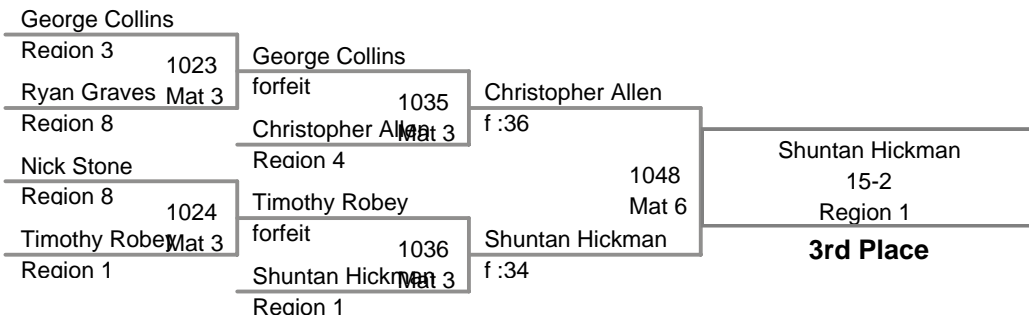 George Collins
Region 3
1023
Mat 3
Ryan Graves
Region 8
Nick Stone
Region 8
1024
Mat 3
Timothy Robey
Region 1
George Collins
forfeit
1035
Mat 3
Christopher Allen
Region 4
Timothy Robey
forfeit
1036
Mat 3
Shuntan Hickman
Region 1
Christopher Allen
f :36
1048
Mat 6
Shuntan Hickman
f :34
Shuntan Hickman
15-2
Region 1
3rd Place